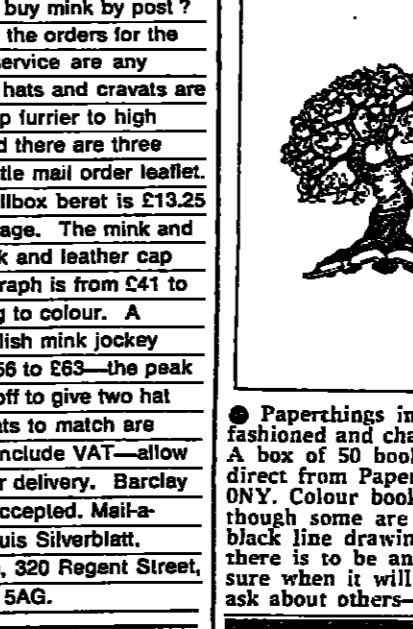 buy mink by post ?
the orders for the
service are any
hats and cravats are
p furrier to high
d there are three
tle mail order leaflet.
llbox beret is £13.25
age. The mink and
k and leather cap
raph is from £41 to
g to colour. A
lish mink jockey
56 to £63—the peak
off to give two hat
ats to match are
nclude VAT—allow
r delivery. Barclay
ccepted. Mail-a-
uis Silverblatt.
, 320 Regent Street,
5AG.
● Paperthings in
fashioned and cha
A box of 50 book
direct from Paper
ONY. Colour book
though some are
black line drawin
there is to be an
sure when it will
ask about others—